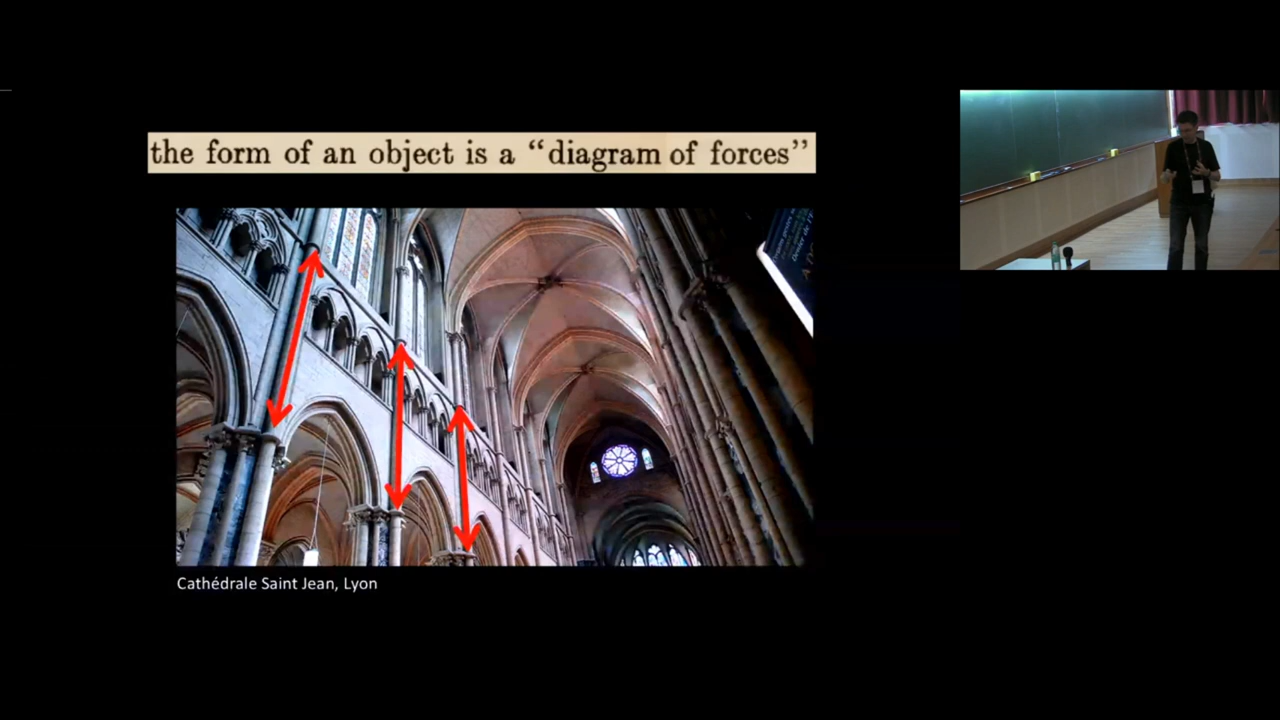 the form of an object is a “diagram of forces”
Cathédrale Saint Jean, Lyon